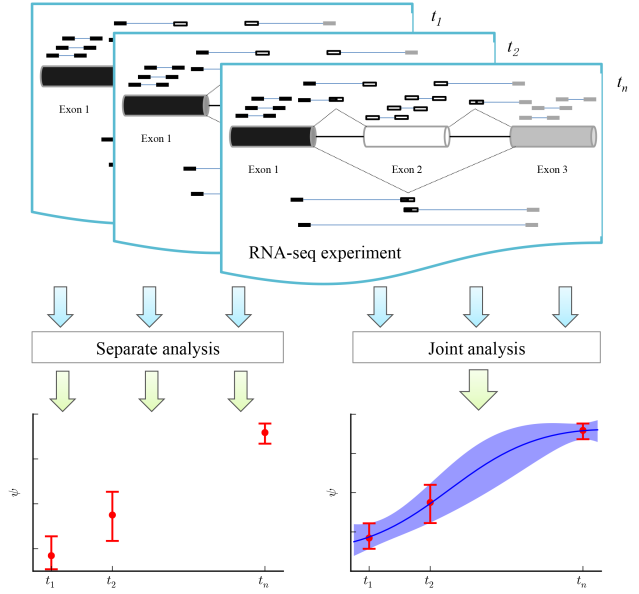 t1
t2
tn
Exon 1
Exon 1
Exon 1
Exon 2
Exon 3
RNA-seq experiment
Separate analysis
Joint analysis
ψ
t1
t2
tn
ψ
t1
t2
tn